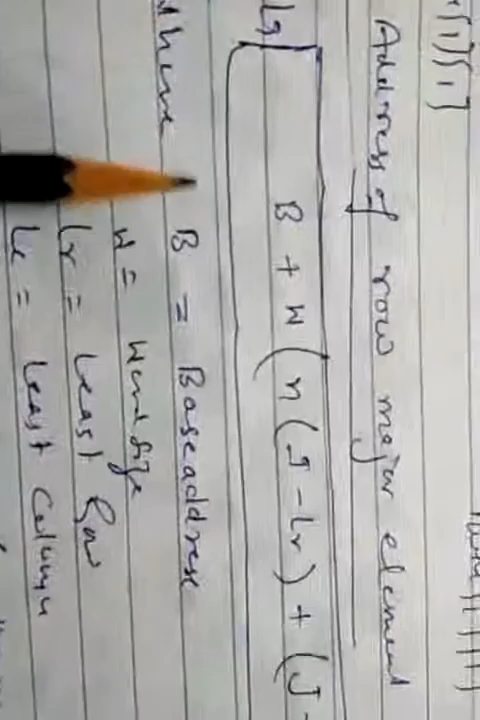 r[i][i]
Address of row major element
B + W (n (I - Lr) + (J -
Where B = Base address
W = Word size
Lr = Least Row
Lc = Least Column